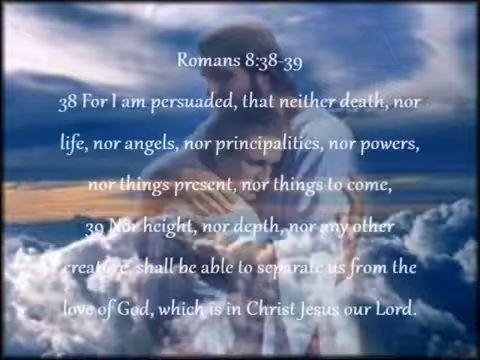 Romans 8:38-39
38 For I am persuaded, that neither death, nor
life, nor angels, nor principalities, nor powers,
nor things present, nor things to come,
39 Nor height, nor depth, nor any other
creature, shall be able to separate us from the
love of God, which is in Christ Jesus our Lord.